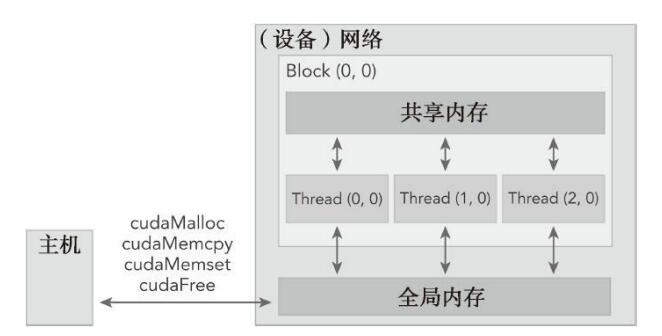 （设备）网络
Block (0, 0)
共享内存
Thread (0, 0)
Thread (1, 0)
Thread (2, 0)
主机
cudaMalloc
cudaMemcpy
cudaMemset
cudaFree
全局内存